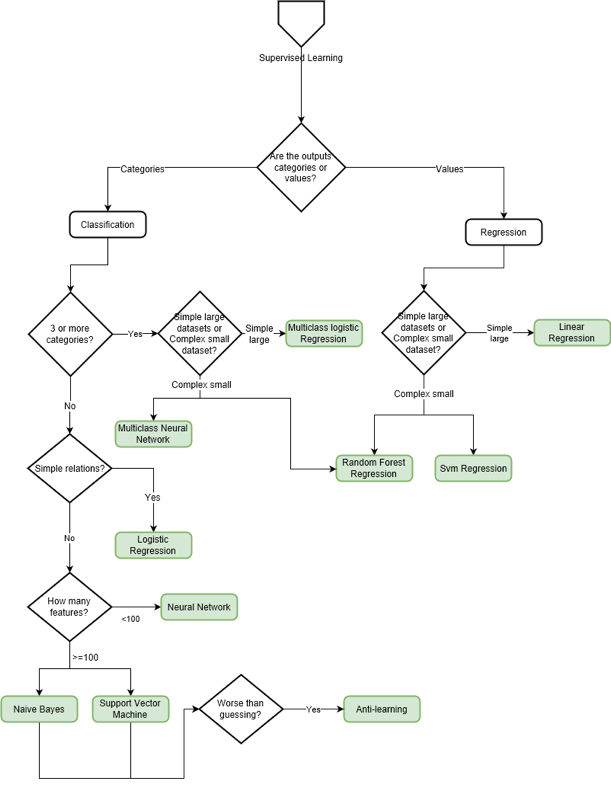 Supervised Learning
Are the outputs
categories or
values?
Categories
Values
Classification
Regression
3 or more
categories?
Yes
Simple large
datasets or
Complex small
dataset?
Simple
large
Multiclass logistic
Regression
Simple large
datasets or
Complex small
dataset?
Simple
large
Linear
Regression
Complex small
Complex small
No
Multiclass Neural
Network
Random Forest
Regression
Svm Regression
Simple relations?
Yes
Logistic
Regression
No
How many
features?
<100
Neural Network
>=100
Naive Bayes
Support Vector
Machine
Worse than
guessing?
Yes
Anti-learning